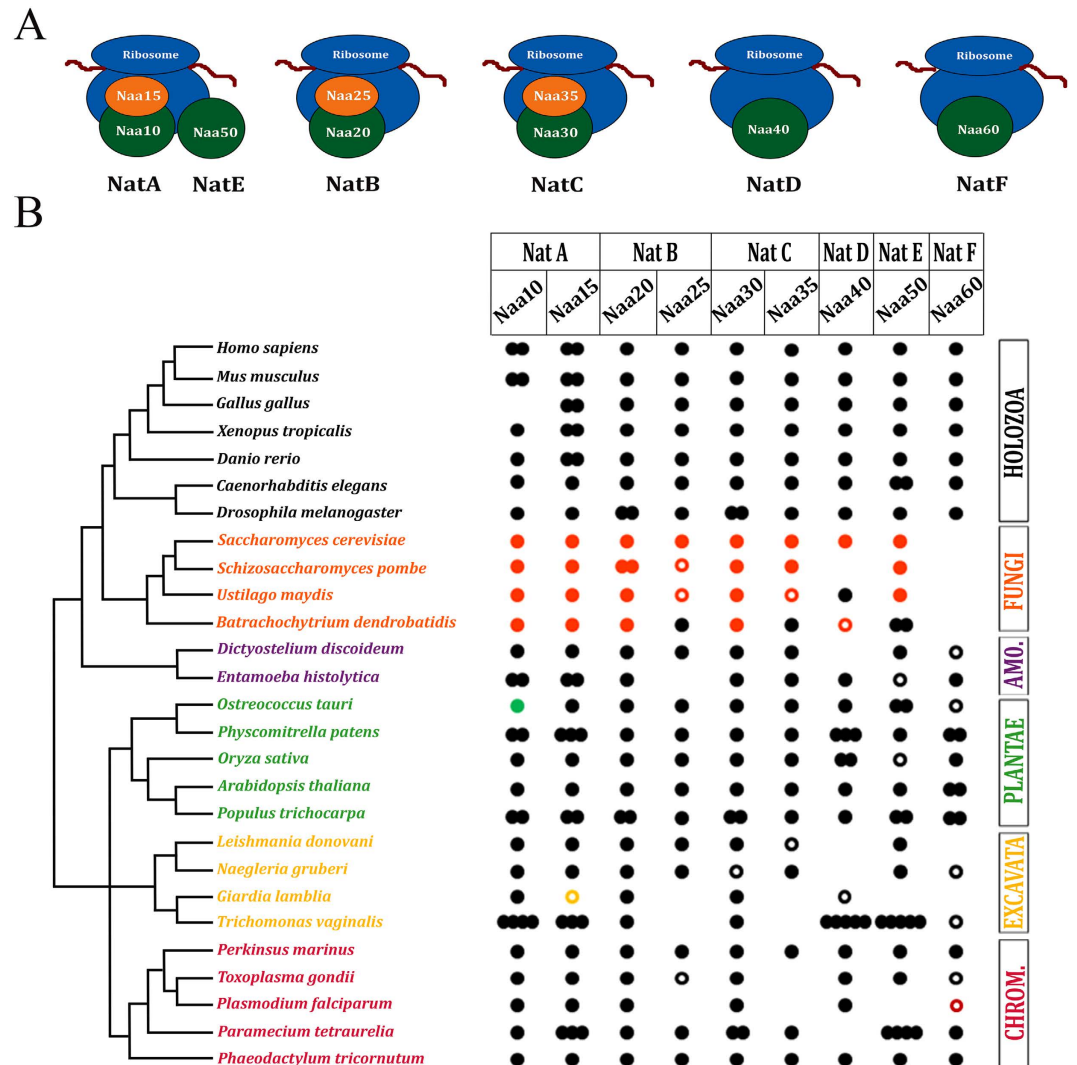 A
Ribosome Ribosome Ribosome Ribosome Ribosome
Naa15 Naa25 Naa35
Naa10 Naa50 Naa20 Naa30 Naa40 Naa60
NatA NatE NatB NatC NatD NatF
B
Nat A Nat B Nat C Nat D Nat E Nat F
Naa10 Naa15 Naa20 Naa25 Naa30 Naa35 Naa40 Naa50 Naa60
Homo sapiens
Mus musculus
Gallus gallus
Xenopus tropicalis
Danio rerio
Caenorhabditis elegans
Drosophila melanogaster
HOLOZOA
Saccharomyces cerevisiae
Schizosaccharomyces pombe
Ustilago maydis
Batrachochytrium dendrobatidis
FUNGI
Dictyostelium discoideum
Entamoeba histolytica
AMO.
Ostreococcus tauri
Physcomitrella patens
Oryza sativa
Arabidopsis thaliana
Populus trichocarpa
PLANTAE
Leishmania donovani
Naegleria gruberi
Giardia lamblia
Trichomonas vaginalis
EXCAVATA
Perkinsus marinus
Toxoplasma gondii
Plasmodium falciparum
Paramecium tetraurelia
Phaeodactylum tricornutum
CHROM.